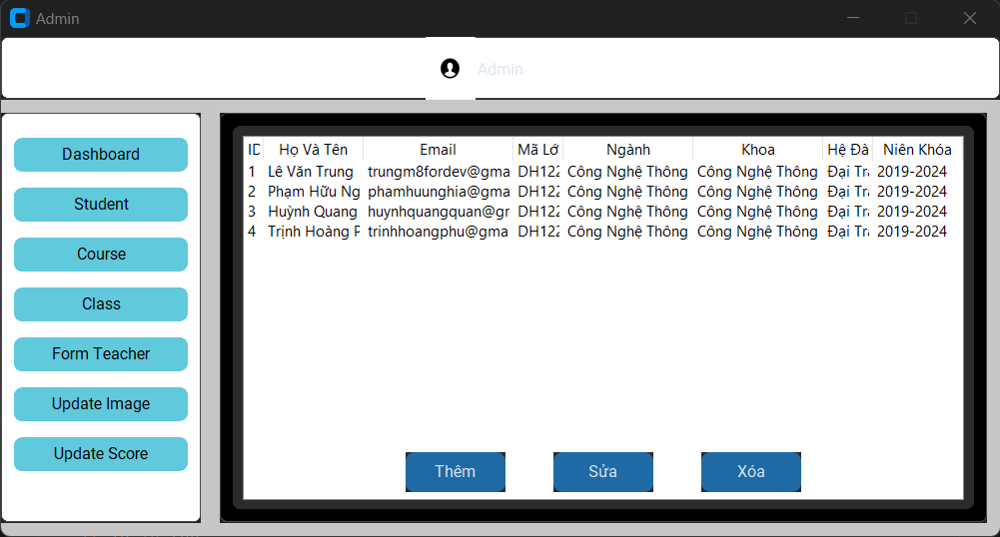 Admin
Admin
Dashboard
Student
Course
Class
Form Teacher
Update Image
Update Score
ID Họ Và Tên Email Mã Lớ Ngành Khoa Hệ Đà Niên Khóa
1 Lê Văn Trung trungm8fordev@gma DH122 Công Nghệ Thông Công Nghệ Thông Đại Trà 2019-2024
2 Phạm Hữu Ng phamhuunghia@gma DH122 Công Nghệ Thông Công Nghệ Thông Đại Trà 2019-2024
3 Huỳnh Quang huynhquangquan@gr DH122 Công Nghệ Thông Công Nghệ Thông Đại Trà 2019-2024
4 Trịnh Hoàng P trinhhoangphu@gma DH122 Công Nghệ Thông Công Nghệ Thông Đại Trà 2019-2024
Thêm Sửa Xóa